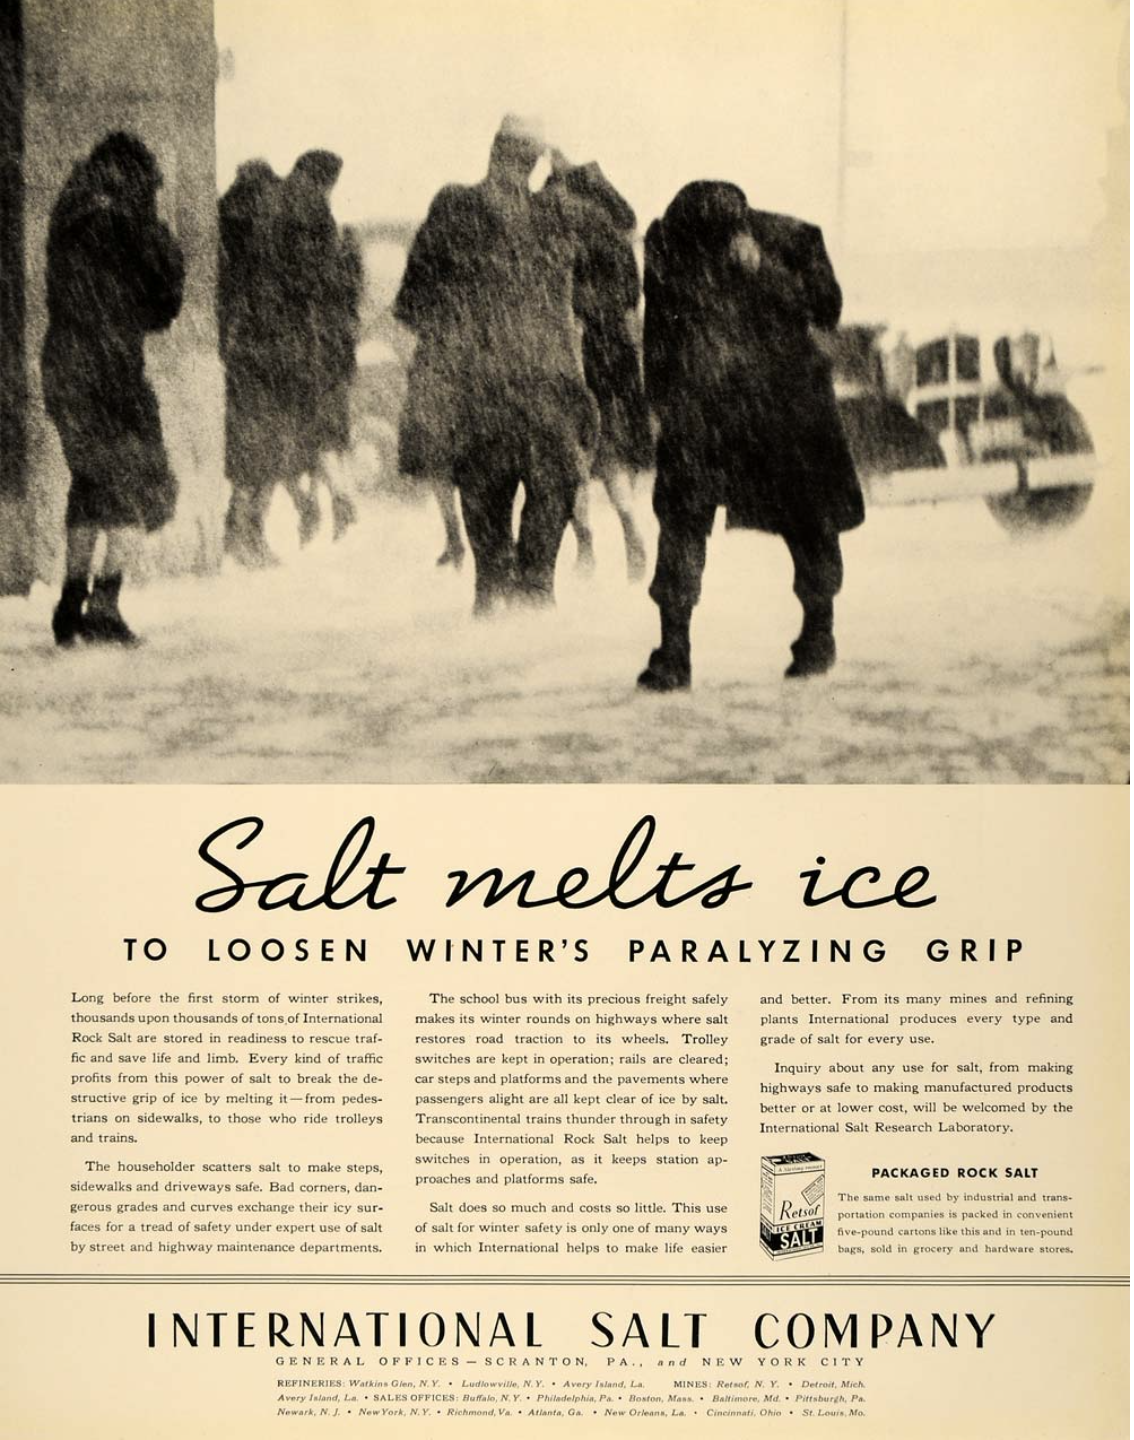 Salt melts ice
TO LOOSEN WINTER'S PARALYZING GRIP
Long before the first storm of winter strikes,
thousands upon thousands of tons of International
Rock Salt are stored in readiness to rescue traf-
fic and save life and limb. Every kind of traffic
profits from this power of salt to break the de-
structive grip of ice by melting it—from pedes-
trians on sidewalks, to those who ride trolleys
and trains.
The householder scatters salt to make steps,
sidewalks and driveways safe. Bad corners, dan-
gerous grades and curves exchange their icy sur-
faces for a tread of safety under expert use of salt
by street and highway maintenance departments.
The school bus with its precious freight safely
makes its winter rounds on highways where salt
restores road traction to its wheels. Trolley
switches are kept in operation; rails are cleared;
car steps and platforms and the pavements where
passengers alight are all kept clear of ice by salt.
Transcontinental trains thunder through in safety
because International Rock Salt helps to keep
switches in operation, as it keeps station ap-
proaches and platforms safe.
Salt does so much and costs so little. This use
of salt for winter safety is only one of many ways
in which International helps to make life easier
and better. From its many mines and refining
plants International produces every type and
grade of salt for every use.
Inquiry about any use for salt, from making
highways safe to making manufactured products
better or at lower cost, will be welcomed by the
International Salt Research Laboratory.
Retsof
ICE CREAM
SALT
PACKAGED ROCK SALT
The same salt used by industrial and trans-
portation companies is packed in convenient
five-pound cartons like this and in ten-pound
bags, sold in grocery and hardware stores.
INTERNATIONAL SALT COMPANY
GENERAL OFFICES — SCRANTON, PA., and NEW YORK CITY
REFINERIES: Watkins Glen, N. Y. • Ludlowville, N. Y. • Avery Island, La. MINES: Retsof, N. Y. • Detroit, Mich.
Avery Island, La. • SALES OFFICES: Buffalo, N. Y. • Philadelphia, Pa. • Boston, Mass. • Baltimore, Md. • Pittsburgh, Pa.
Newark, N. J. • New York, N. Y. • Richmond, Va. • Atlanta, Ga. • New Orleans, La. • Cincinnati, Ohio • St. Louis, Mo.